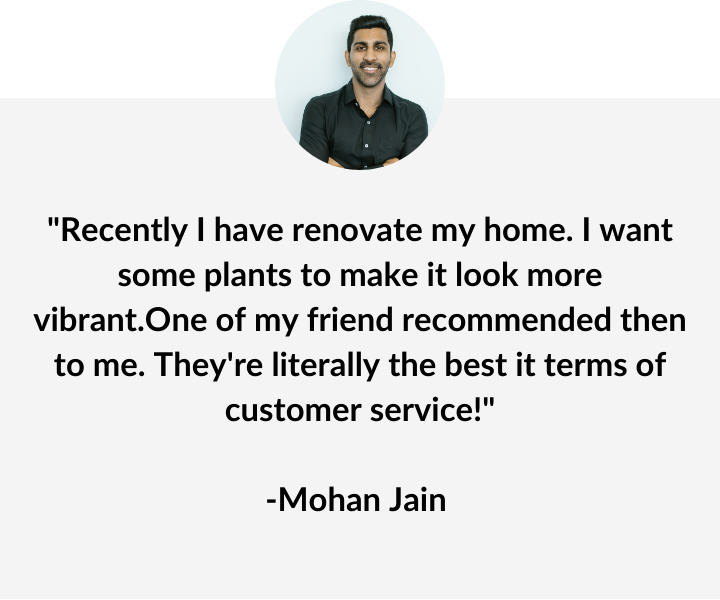 "Recently I have renovate my home. I want
some plants to make it look more
vibrant.One of my friend recommended then
to me. They're literally the best it terms of
customer service!"
-Mohan Jain